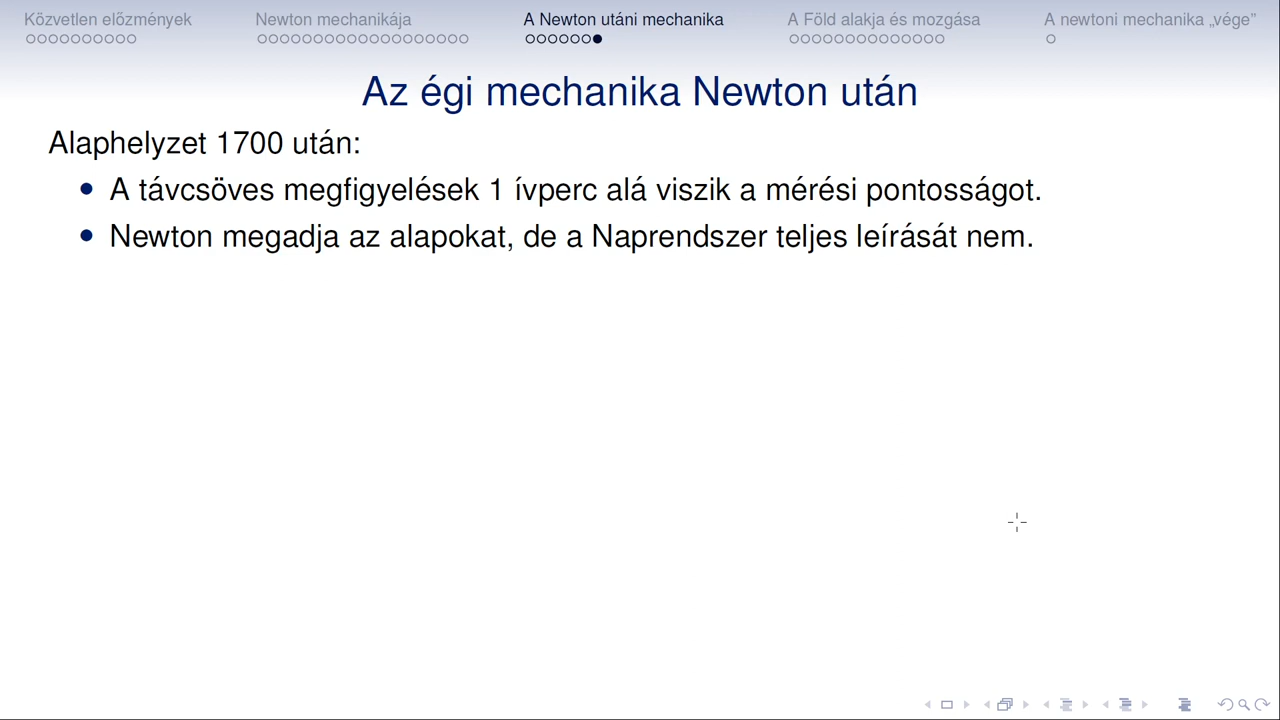 Közvetlen előzmények
Newton mechanikája
A Newton utáni mechanika
A Föld alakja és mozgása
A newtoni mechanika „vége”
Az égi mechanika Newton után
Alaphelyzet 1700 után:
• A távcsöves megfigyelések 1 ívperc alá viszik a mérési pontosságot.
• Newton megadja az alapokat, de a Naprendszer teljes leírását nem.